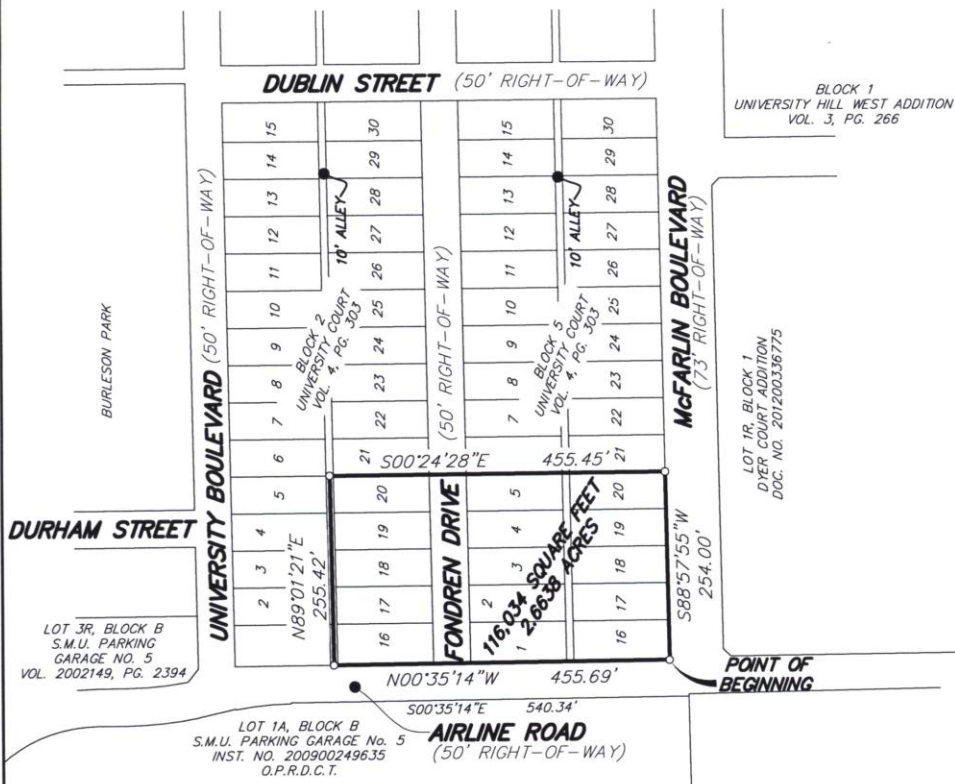 DUBLIN STREET (50' RIGHT-OF-WAY)
BLOCK 1
UNIVERSITY HILL WEST ADDITION
VOL. 3, PG. 266
15
14
13
12
11
10
9
8
7
6
5
4
3
2
30
29
28
27
26
25
24
23
22
21
20
19
18
17
16
10' ALLEY
BLOCK 2
UNIVERSITY COURT
VOL. 4, PG. 303
15
14
13
12
11
10
9
8
7
5
4
3
2
1
30
29
28
27
26
25
24
23
22
21
20
19
18
17
16
10' ALLEY
BLOCK 5
UNIVERSITY COURT
VOL. 4, PG. 303
BURLESON PARK
UNIVERSITY BOULEVARD (50' RIGHT-OF-WAY)
FONDREN DRIVE (50' RIGHT-OF-WAY)
McFARLIN BOULEVARD
(73' RIGHT-OF-WAY)
LOT 1R, BLOCK 1
DYER COURT ADDITION
DOC. NO. 201200336775
S00°24'28"E 455.45'
DURHAM STREET
N89°01'21"E
255.42'
116,034 SQUARE FEET
2.6638 ACRES
S88°57'55"W
254.00'
LOT 3R, BLOCK B
S.M.U. PARKING
GARAGE NO. 5
VOL. 2002149, PG. 2394
N00°35'14"W 455.69'
POINT OF
BEGINNING
S00°35'14"E 540.34'
LOT 1A, BLOCK B
S.M.U. PARKING GARAGE No. 5
INST. NO. 200900249635
O.P.R.D.C.T.
AIRLINE ROAD
(50' RIGHT-OF-WAY)